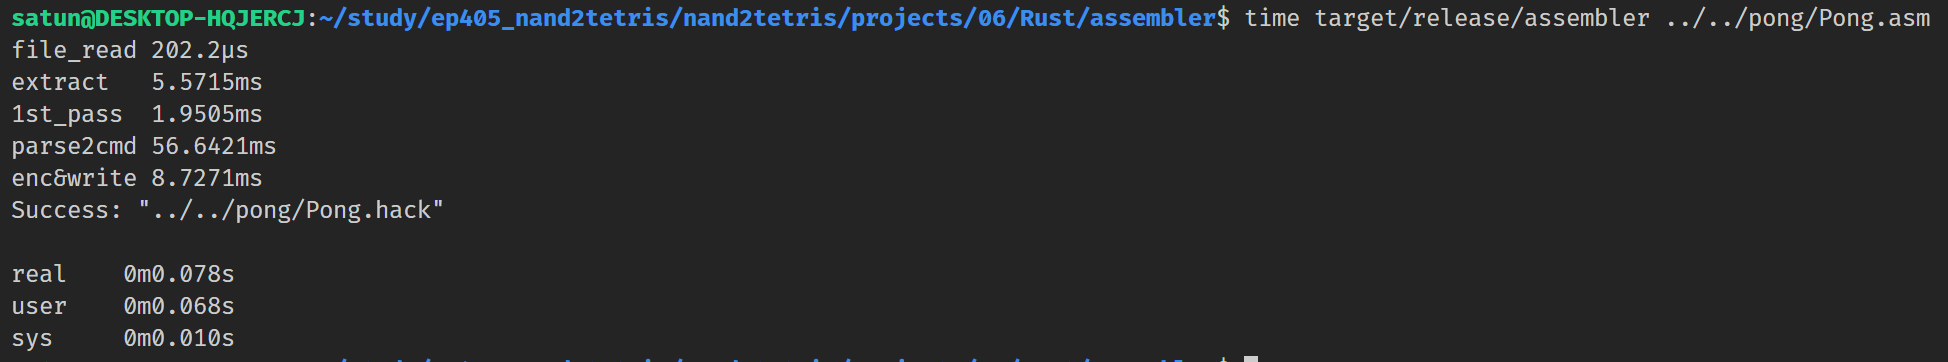 satun@DESKTOP-HQJERCJ:~/study/ep405_nand2tetris/nand2tetris/projects/06/Rust/assembler$ time target/release/assembler ../../pong/Pong.asm
file_read 202.2µs
extract   5.5715ms
1st_pass  1.9505ms
parse2cmd 56.6421ms
enc&write 8.7271ms
Success: "../../pong/Pong.hack"

real    0m0.078s
user    0m0.068s
sys     0m0.010s